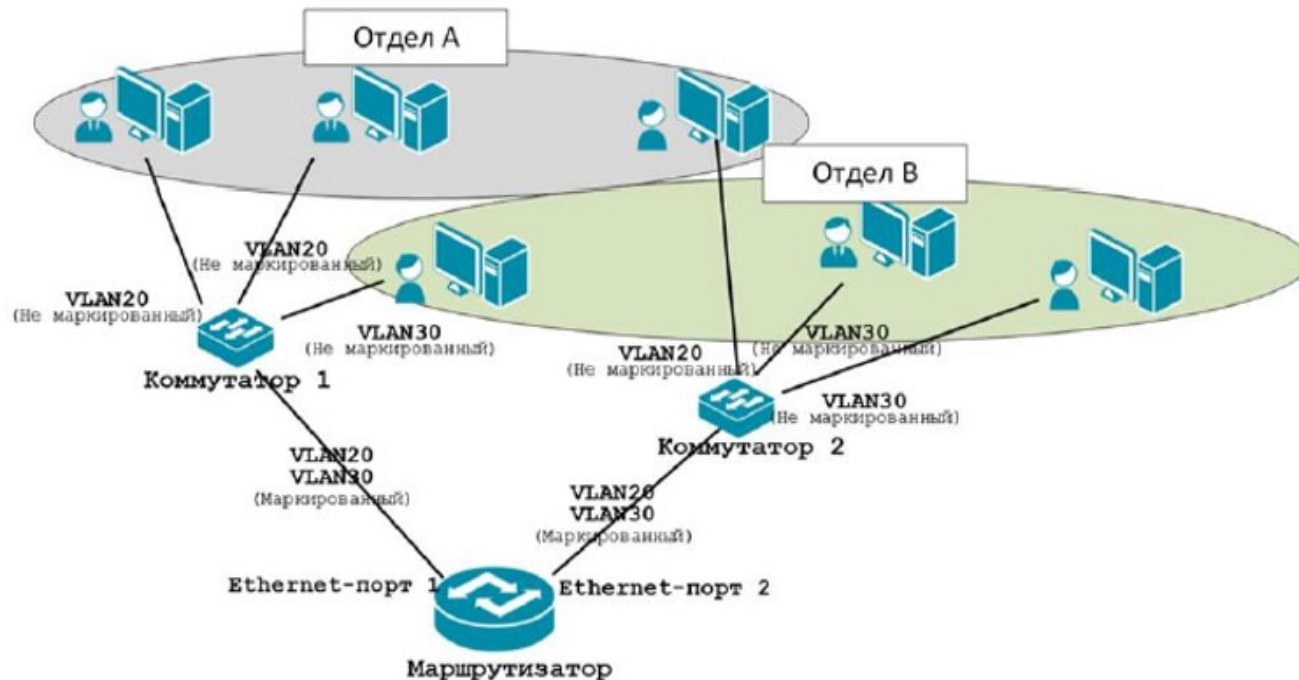 Отдел А
Отдел В
VLAN20
(Не маркированный)
VLAN20
(Не маркированный)
VLAN30
(Не маркированный)
VLAN20
(Не маркированный)
VLAN30
(Не маркированный)
Коммутатор 1
VLAN30
(Не маркированный)
Коммутатор 2
VLAN20
VLAN30
(Маркированный)
VLAN20
VLAN30
(Маркированный)
Ethernet-порт 1
Ethernet-порт 2
Маршрутизатор